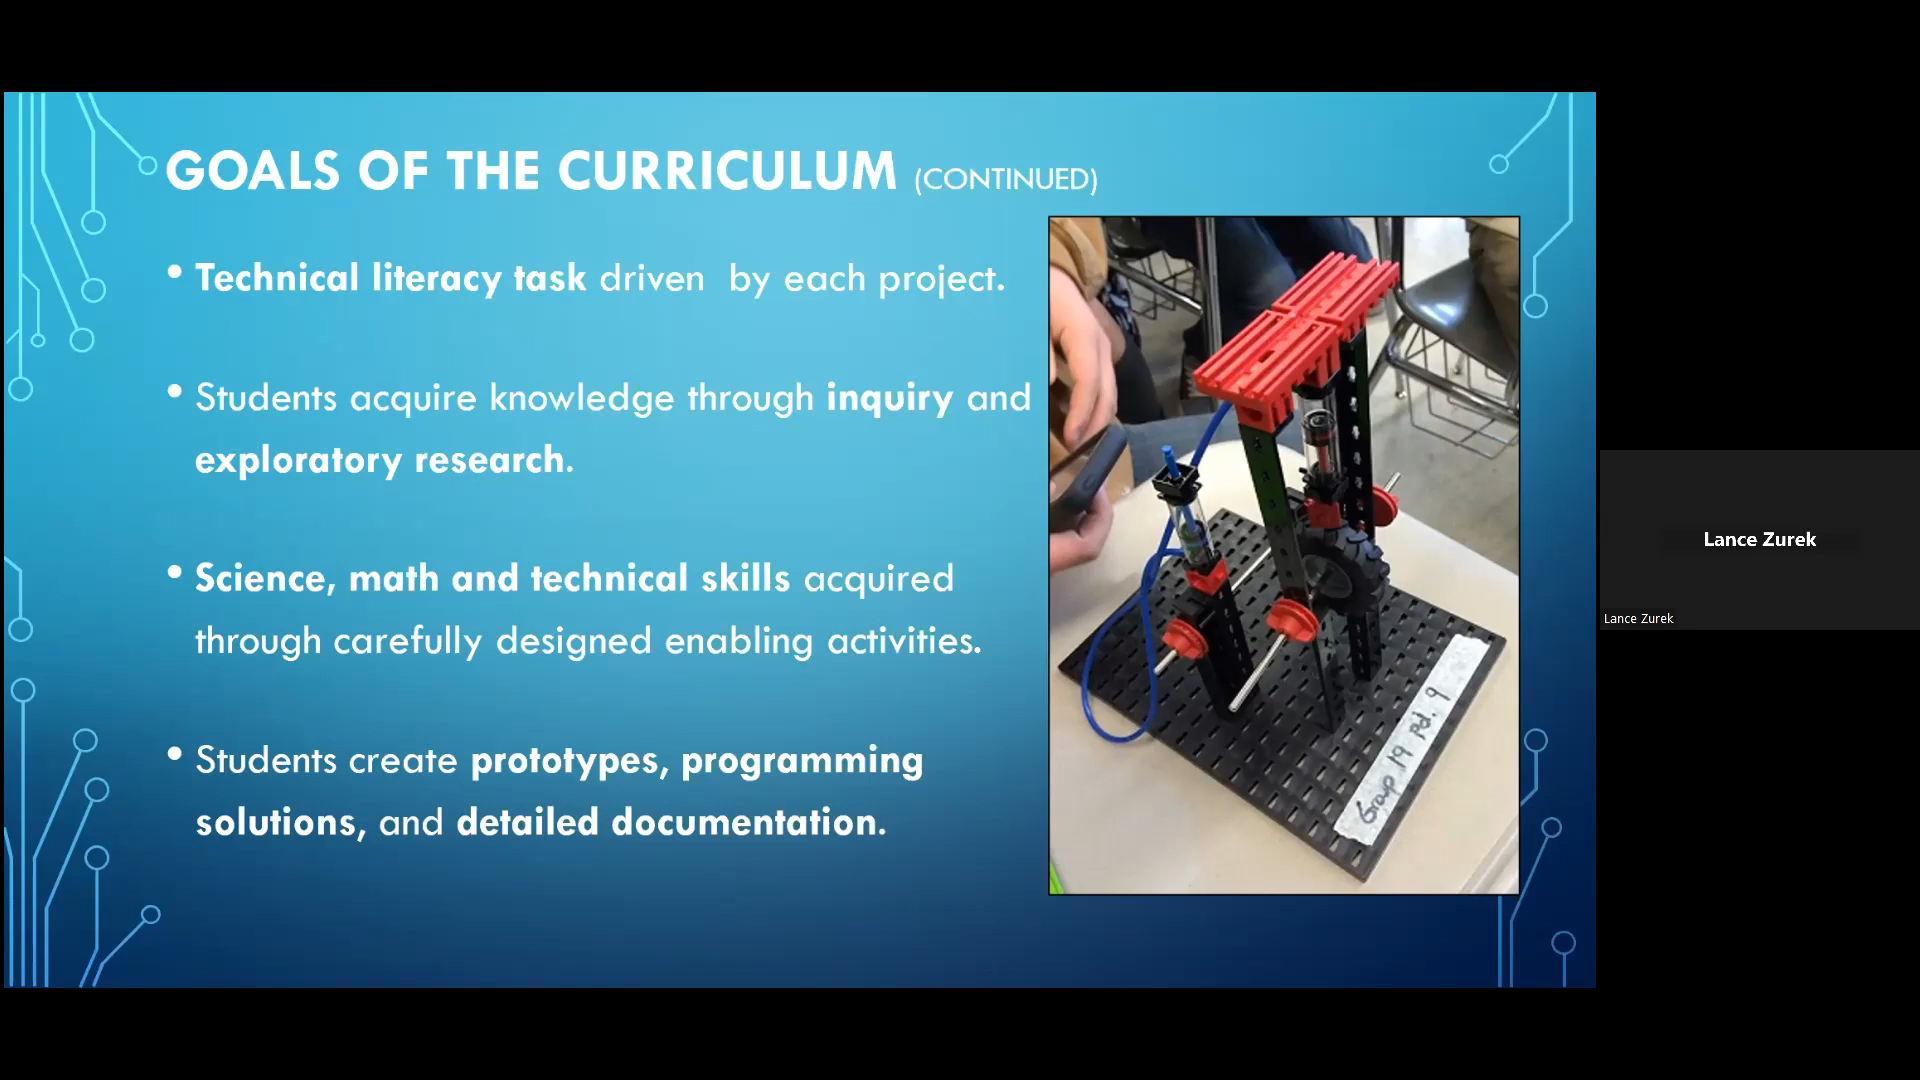 GOALS OF THE CURRICULUM (CONTINUED)
• Technical literacy task driven  by each project.
• Students acquire knowledge through inquiry and
exploratory research.
• Science, math and technical skills acquired
through carefully designed enabling activities.
• Students create prototypes, programming
solutions, and detailed documentation.
Group 19 Pd. 9
Lance Zurek
Lance Zurek